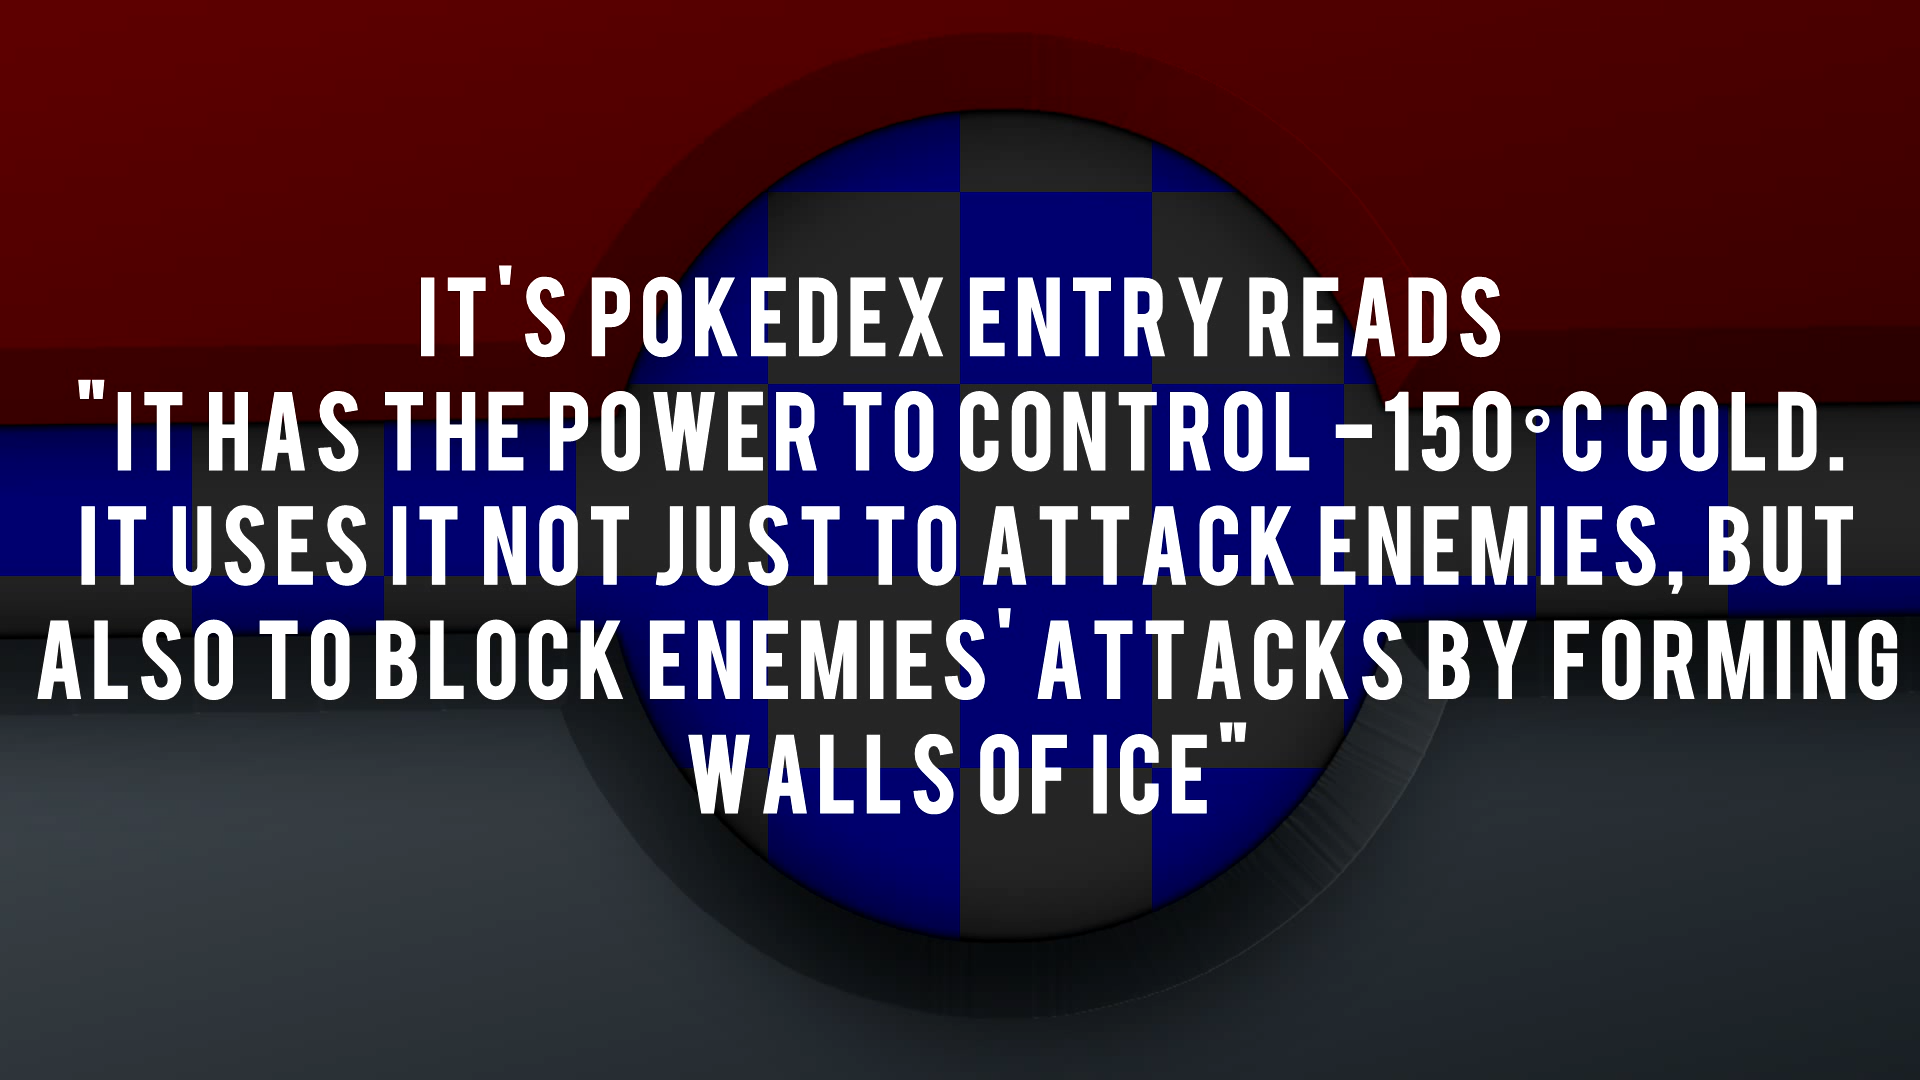 IT'S POKEDEX ENTRY READS
"IT HAS THE POWER TO CONTROL -150°C COLD.
IT USES IT NOT JUST TO ATTACK ENEMIES, BUT
ALSO TO BLOCK ENEMIES' ATTACKS BY FORMING
WALLS OF ICE"